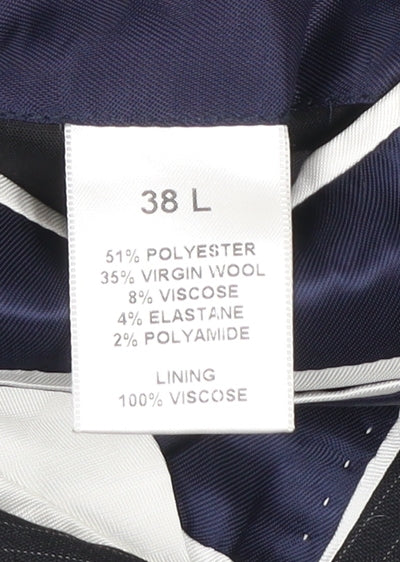 38 L
51% POLYESTER
35% VIRGIN WOOL
8% VISCOSE
4% ELASTANE
2% POLYAMIDE
LINING
100% VISCOSE